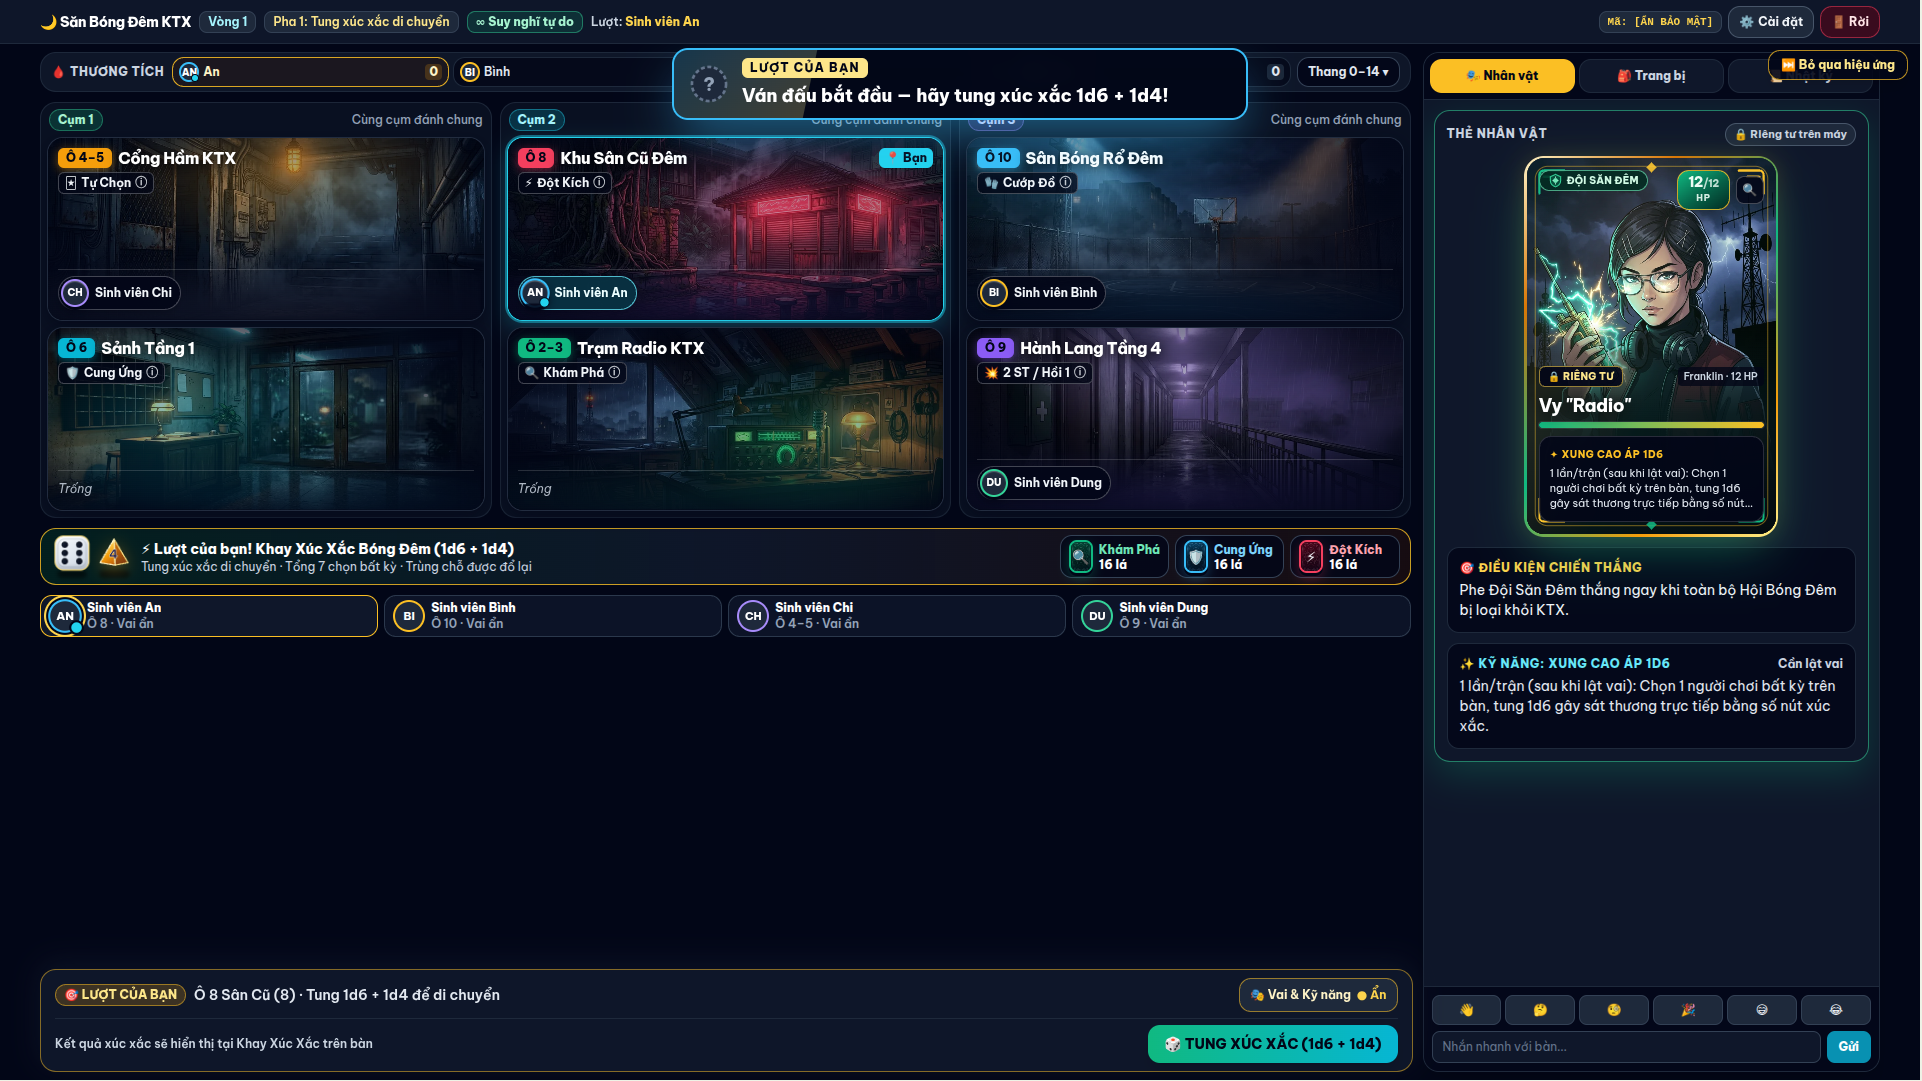 🌙 Săn Bóng Đêm KTX
Vòng 1
Pha 1: Tung xúc xắc di chuyển
∞ Suy nghĩ tự do
Lượt: Sinh viên An
Mã: [ẨN BẢO MẬT]
⚙️ Cài đặt
🚪 Rời
🩸 THƯƠNG TÍCH
AN An 0
BI Bình
0
Thang 0–14 ▾
? LƯỢT CỦA BẠN
Ván đấu bắt đầu — hãy tung xúc xắc 1d6 + 1d4!
🎭 Nhân vật
🎒 Trang bị
Nhật ký
⏩ Bỏ qua hiệu ứng
Cụm 1
Cùng cụm đánh chung
Cụm 2
Cùng cụm đánh chung
Cụm 3
Cùng cụm đánh chung
Ô 4–5 Cổng Hầm KTX
🃏 Tự Chọn ⓘ
CH Sinh viên Chi
Ô 8 Khu Sân Cũ Đêm
📍 Bạn
⚡ Đột Kích ⓘ
AN Sinh viên An
Ô 10 Sân Bóng Rổ Đêm
🧤 Cướp Đồ ⓘ
BI Sinh viên Bình
Ô 6 Sảnh Tầng 1
🛡️ Cung Ứng ⓘ
Trống
Ô 2–3 Trạm Radio KTX
🔍 Khám Phá ⓘ
Trống
Ô 9 Hành Lang Tầng 4
💥 2 ST / Hồi 1 ⓘ
DU Sinh viên Dung
4
⚡ Lượt của bạn! Khay Xúc Xắc Bóng Đêm (1d6 + 1d4)
Tung xúc xắc di chuyển · Tổng 7 chọn bất kỳ · Trùng chỗ được đổ lại
🔍 Khám Phá
16 lá
🛡️ Cung Ứng
16 lá
⚡ Đột Kích
16 lá
AN Sinh viên An
Ô 8 · Vai ẩn
BI Sinh viên Bình
Ô 10 · Vai ẩn
CH Sinh viên Chi
Ô 4–5 · Vai ẩn
DU Sinh viên Dung
Ô 9 · Vai ẩn
🎯 LƯỢT CỦA BẠN
Ô 8 Sân Cũ (8) · Tung 1d6 + 1d4 để di chuyển
🎭 Vai & Kỹ năng ● Ẩn
Kết quả xúc xắc sẽ hiển thị tại Khay Xúc Xắc trên bàn
🎲 TUNG XÚC XẮC (1d6 + 1d4)
THẺ NHÂN VẬT
🔒 Riêng tư trên máy
ĐỘI SĂN ĐÊM
12/12
HP
🔍
🔒 RIÊNG TƯ
Franklin · 12 HP
Vy "Radio"
✦ XUNG CAO ÁP 1D6
1 lần/trận (sau khi lật vai): Chọn 1
người chơi bất kỳ trên bàn, tung 1d6
gây sát thương trực tiếp bằng số nút...
🎯 ĐIỀU KIỆN CHIẾN THẮNG
Phe Đội Săn Đêm thắng ngay khi toàn bộ Hội Bóng Đêm
bị loại khỏi KTX.
✨ KỸ NĂNG: XUNG CAO ÁP 1D6
Cần lật vai
1 lần/trận (sau khi lật vai): Chọn 1 người chơi bất kỳ trên
bàn, tung 1d6 gây sát thương trực tiếp bằng số nút xúc
xắc.
Nhắn nhanh với bàn...
Gửi